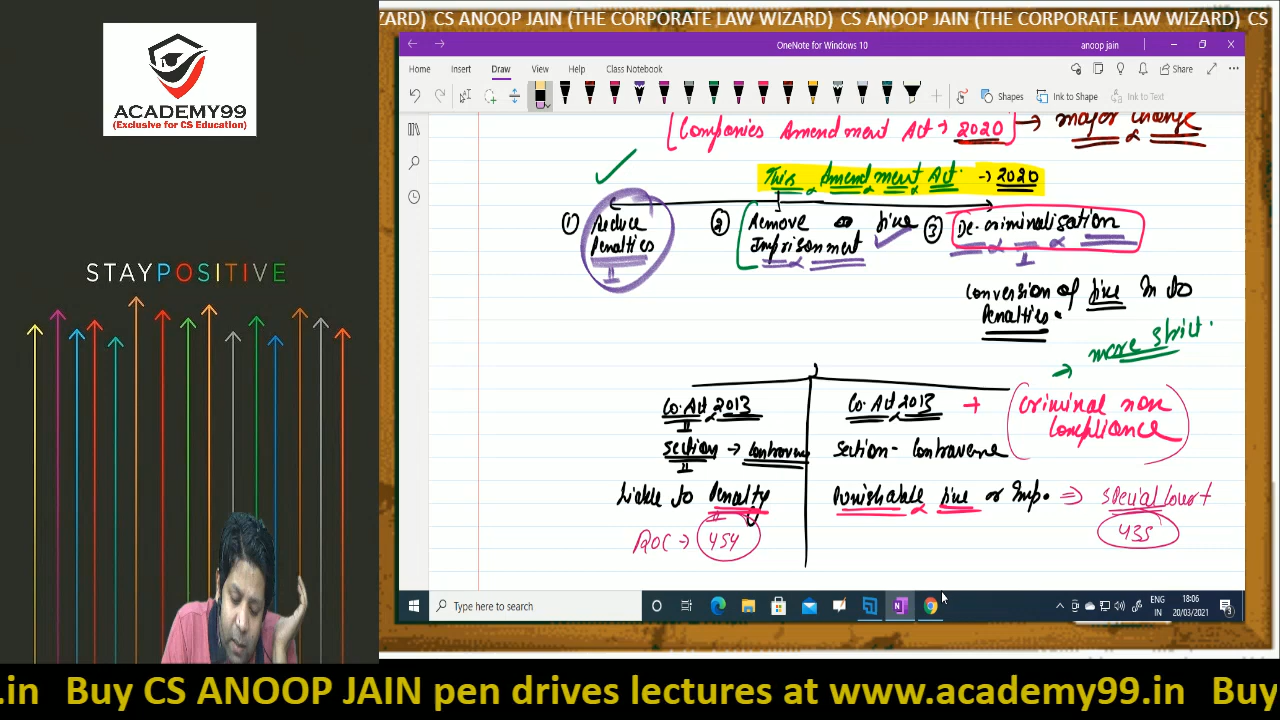 ZARD) CS ANOOP JAIN (THE CORPORATE LAW WIZARD) CS ANOOP JAIN (THE CORPORATE LAW WIZARD) CS
ACADEMY99
(Exclusive for CS Education)
STAYPOSITIVE
OneNote for Windows 10
anoop jain
Home Insert Draw View Help Class Notebook
Share
Shapes Ink to Shape Ink to Text
Companies Amendment Act → 2020 → major change
This Amendment Act → 2020
① Reduce Penalties
② Remove or fine Imprisonment
③ De-criminalisation
Conversion of fine in to
Penalties.
→ more strict.
Co. Act 2013
Section → Contravene
Liable to Penalty
ROC → 454
Co. Act 2013 + Criminal non Compliance
Section - Contravene
Punishable fine or Imp. ⇒ Special Court
435
Type here to search
ENG
IN
18:06
20/03/2021
3
.in Buy CS ANOOP JAIN pen drives lectures at www.academy99.in Buy